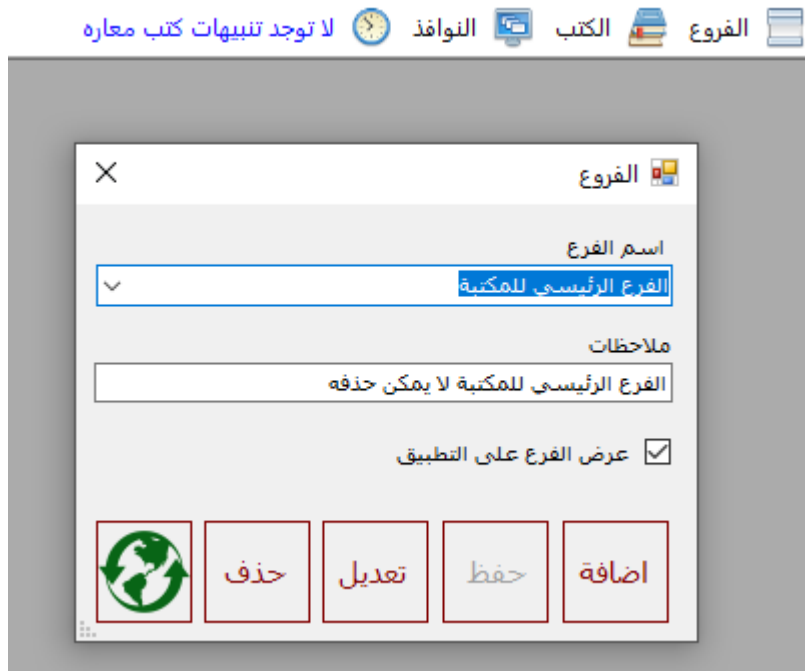 الفروع الكتب النوافذ لا توجد تنبيهات كتب معاره
الفروع
اسم الفرع
الفرع الرئيسي للمكتبة
ملاحظات
الفرع الرئيسي للمكتبة لا يمكن حذفه
عرض الفرع على التطبيق
اضافة حفظ تعديل حذف